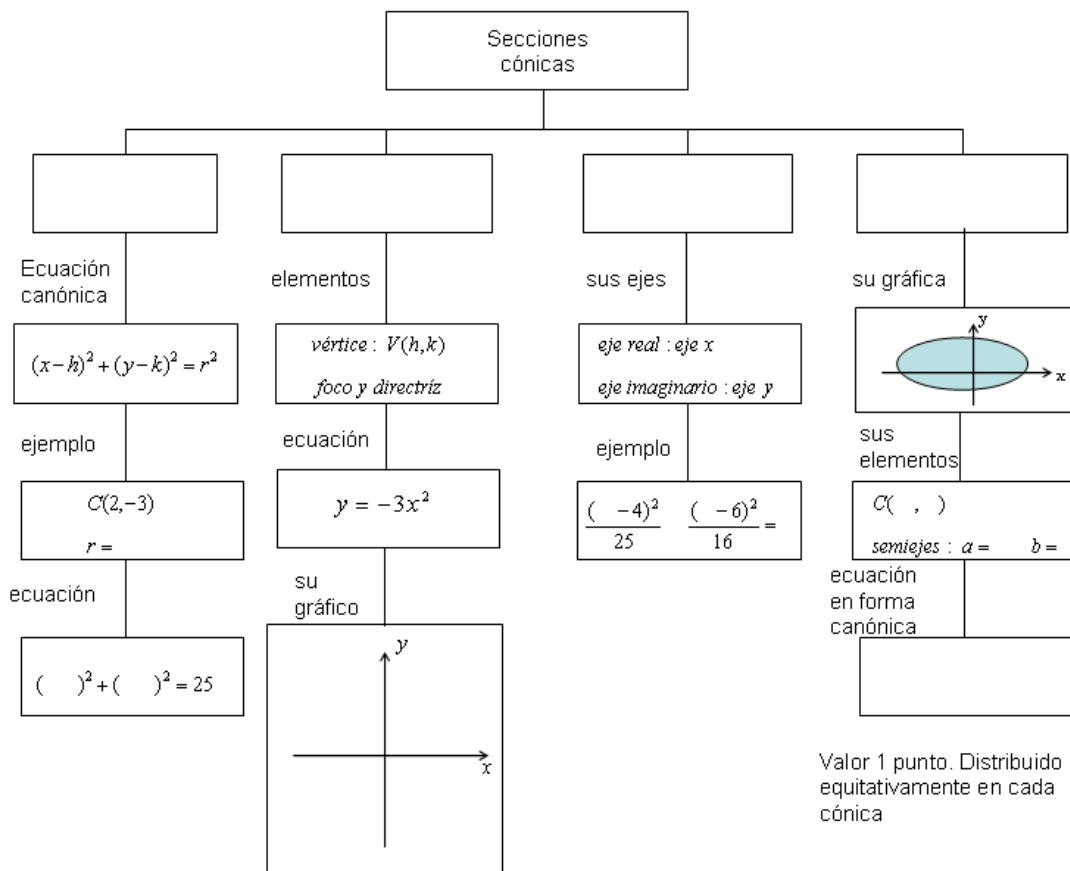 Secciones
cónicas
Ecuación
canónica
(x−h)² + (y−k)² = r²
ejemplo
C(2,−3)
r =
ecuación
(   )² + (   )² = 25
elementos
vértice : V(h,k)
foco y directríz
ecuación
y = −3x²
su
gráfico
y
x
sus ejes
eje real : eje x
eje imaginario : eje y
ejemplo
(   −4)²   (   −6)²
25   16   =
su gráfica
y
x
sus
elementos
C(   ,   )
semiejes : a =   b =
ecuación
en forma
canónica
Valor 1 punto. Distribuido
equitativamente en cada
cónica